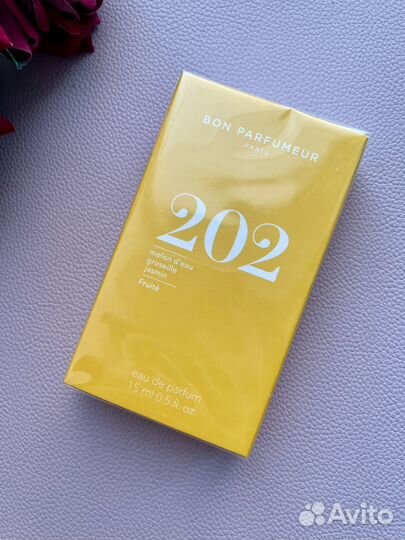 BON PARFUMEUR
PARIS
202
melon d'eau
groseille
jasmin
Fruité
eau de parfum
15 ml 0,5 fl. oz
Avito